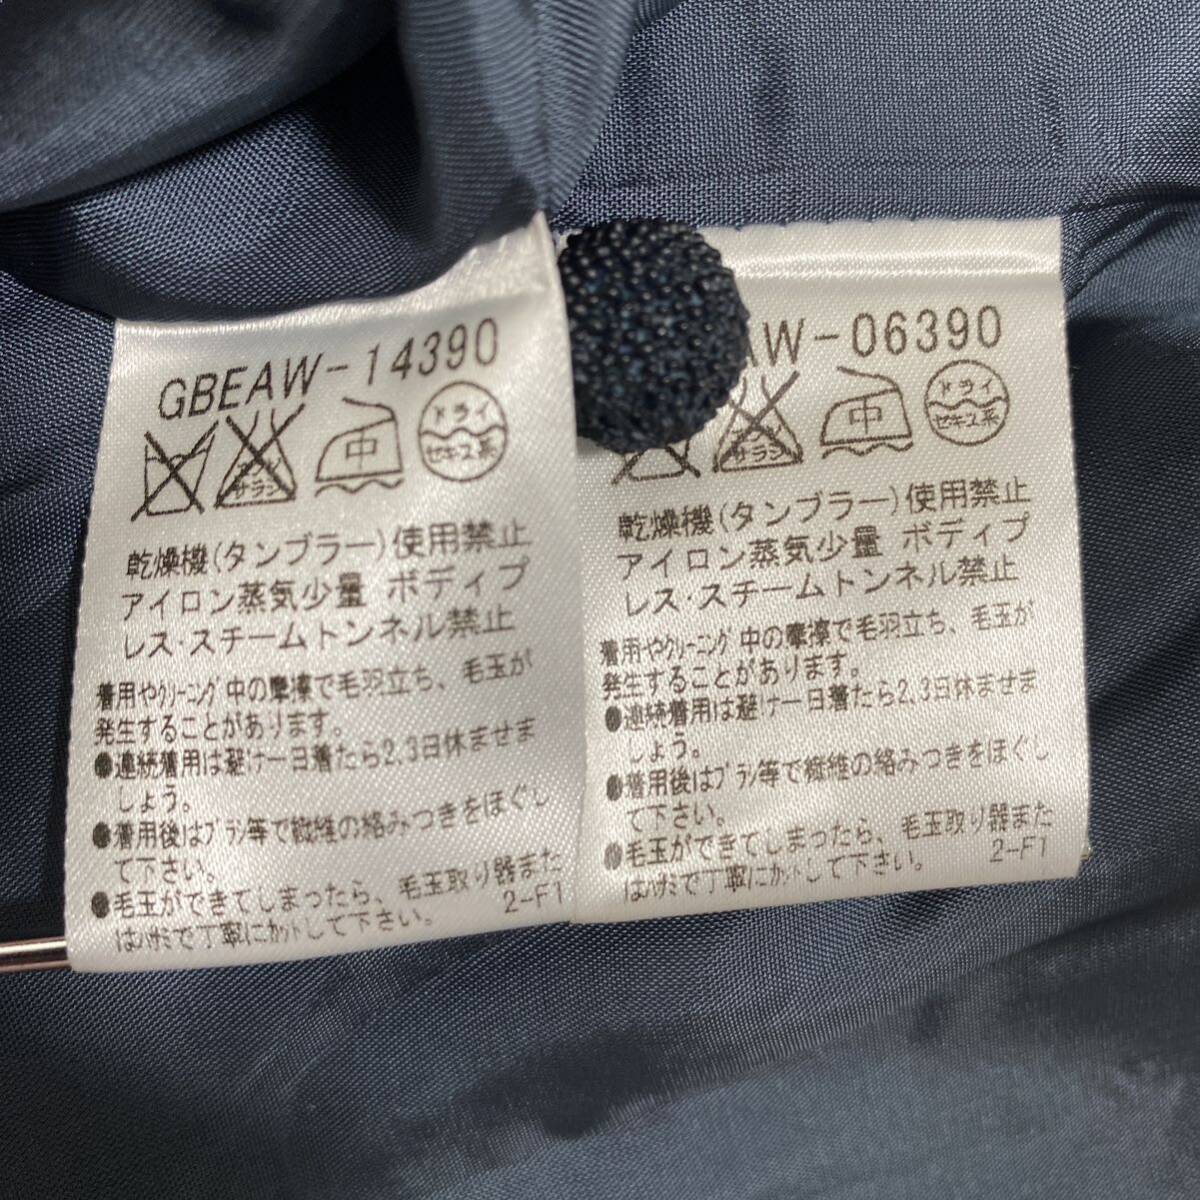 GBEAW-14390
中
ドライ
セキユ系
サラシ
乾燥機(タンブラー)使用禁止
アイロン蒸気少量 ボディプ
レス・スチームトンネル禁止
着用やクリーニング中の摩擦で毛羽立ち、毛玉が
発生することがあります。
●連続着用は避け一日着たら2,3日休ませま
しょう。
●着用後はブラシ等で繊維の絡みつきをほぐし
て下さい。
●毛玉ができてしまったら、毛玉取り器また
はハサミで丁寧にカットして下さい。
2-F1
AW-06390
エンソ
サラシ
中
ドライ
セキユ系
乾燥機(タンブラー)使用禁止
アイロン蒸気少量 ボディプ
レス・スチームトンネル禁止
着用やクリーニング中の摩擦で毛羽立ち、毛玉が
発生することがあります。
●連続着用は避け一日着たら2,3日休ませま
しょう。
●着用後はブラシ等で繊維の絡みつきをほぐし
て下さい。
●毛玉ができてしまったら、毛玉取り器また
はハサミで丁寧にカットして下さい。
2-F1